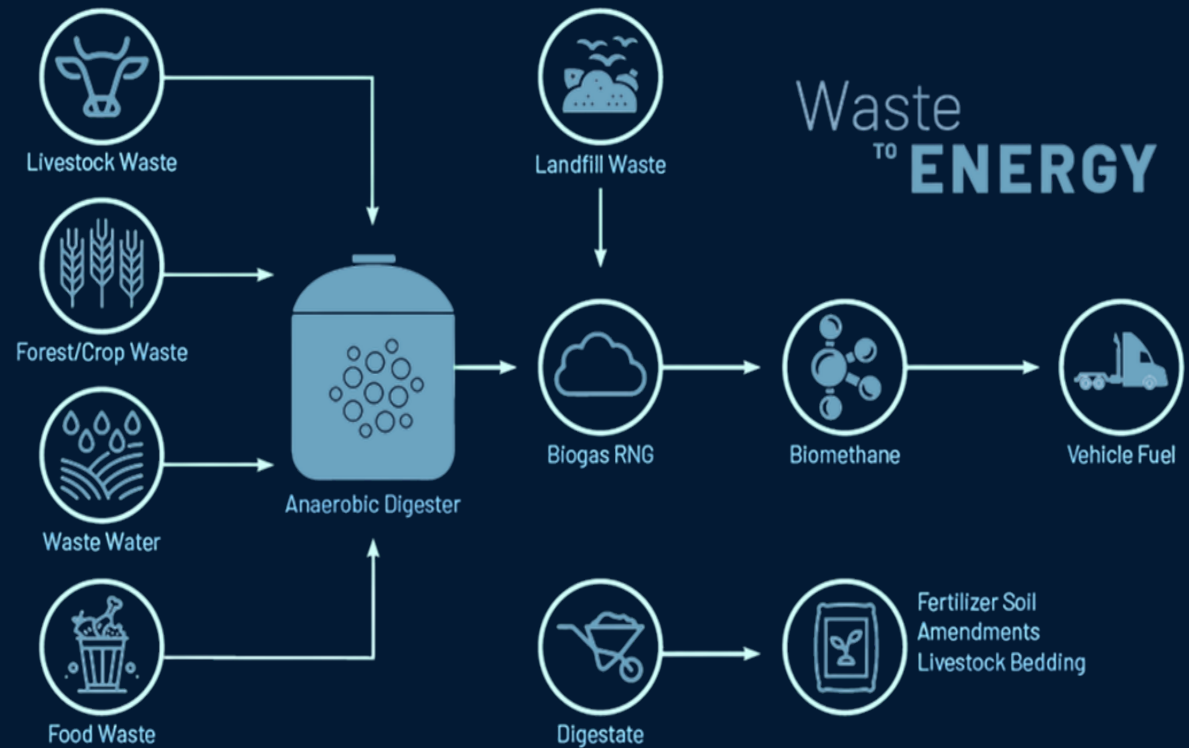 Waste
TO ENERGY
Livestock Waste
Landfill Waste
Forest/Crop Waste
Waste Water
Anaerobic Digester
Biogas RNG
Biomethane
Vehicle Fuel
Food Waste
Digestate
Fertilizer Soil
Amendments
Livestock Bedding